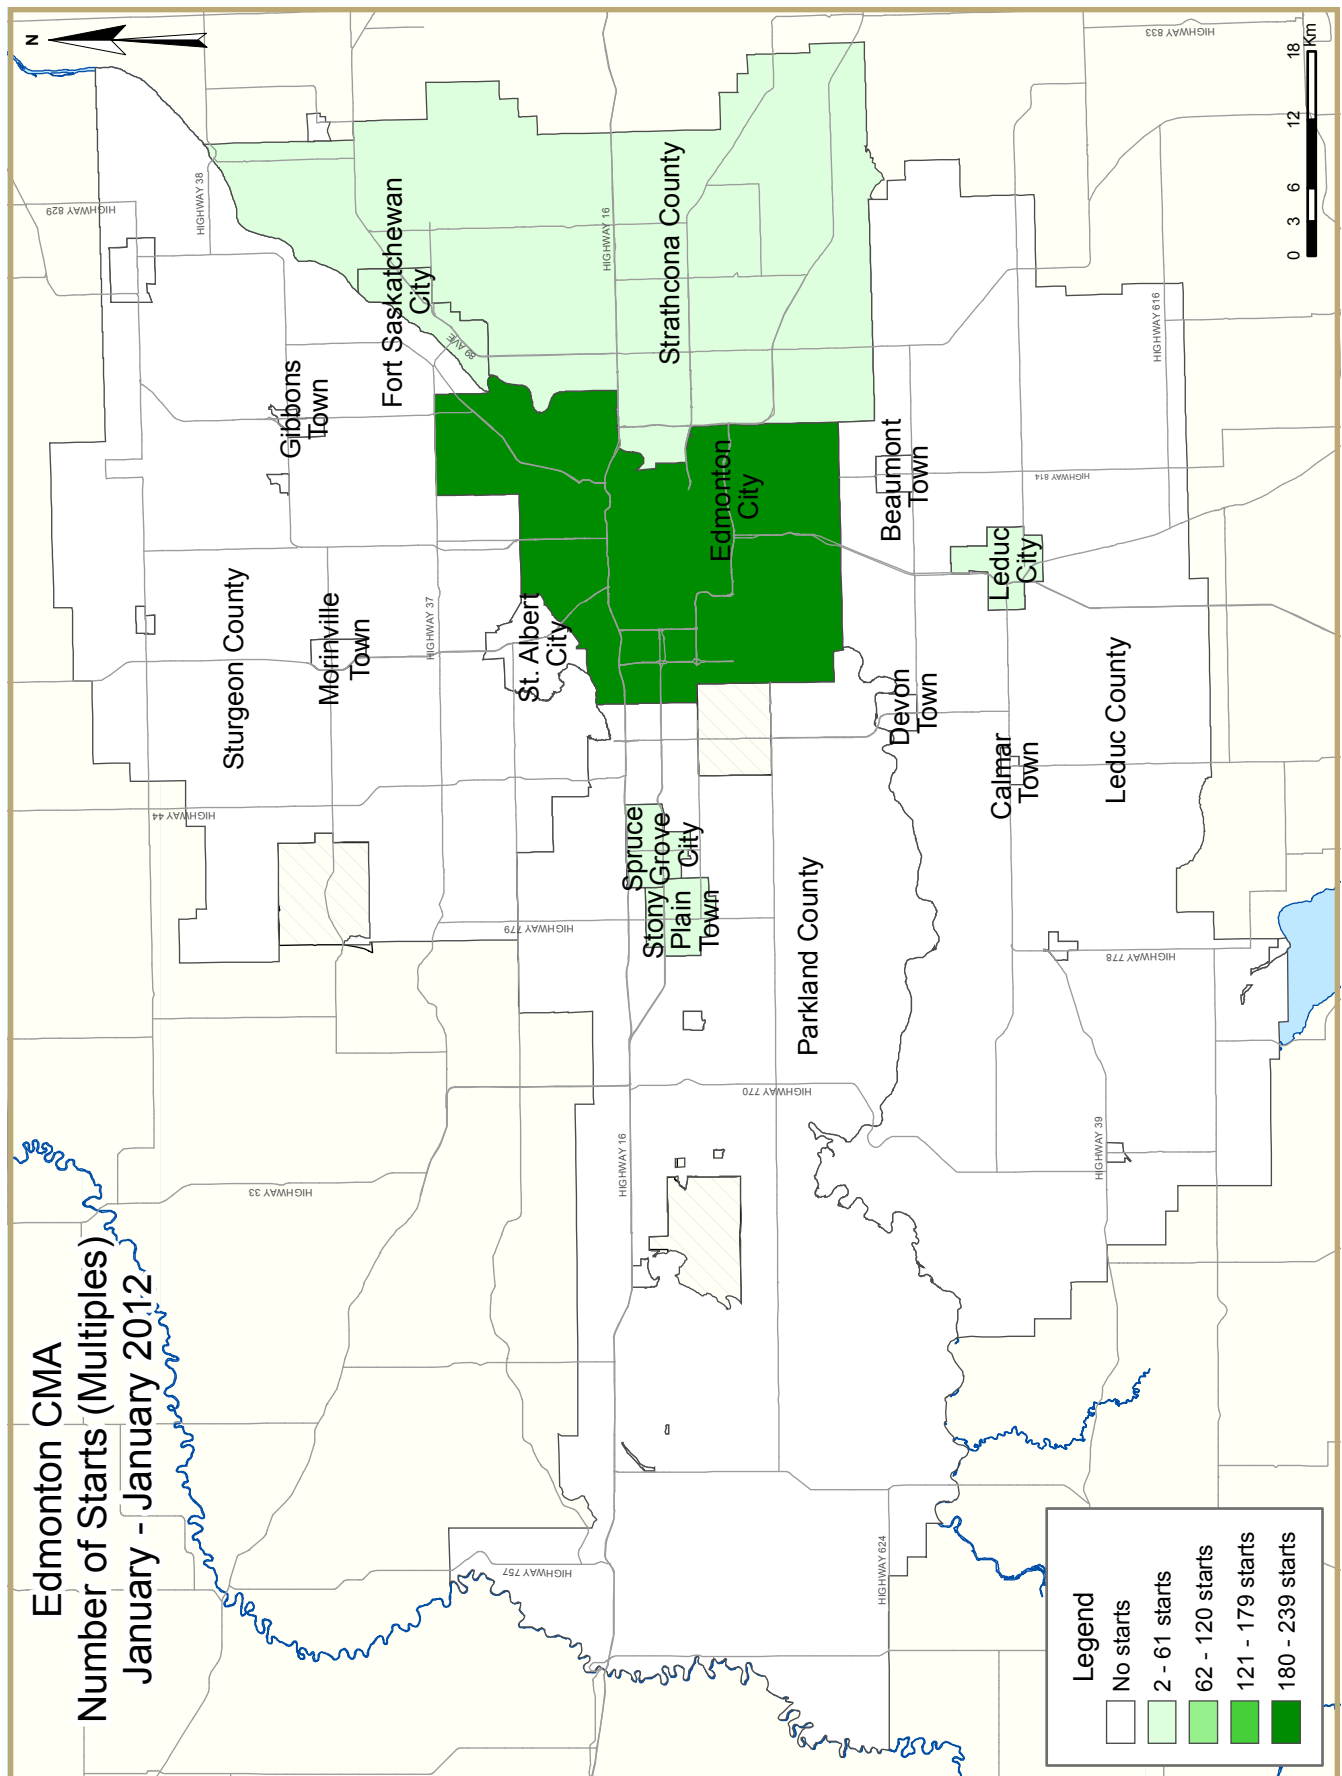 Edmonton CMA
Number of Starts (Multiples)
January - January 2012
N
HIGHWAY 829
HIGHWAY 38
HIGHWAY 833
HIGHWAY 44
HIGHWAY 33
HIGHWAY 37
HIGHWAY 779
HIGHWAY 16
HIGHWAY 16
HIGHWAY 757
HIGHWAY 770
HIGHWAY 624
HIGHWAY 39
HIGHWAY 778
HIGHWAY 814
HIGHWAY 616
89 AVE
Sturgeon County
Gibbons
Town
Morinville
Town
Fort Saskatchewan
City
St. Albert
City
Strathcona County
Edmonton
City
Spruce
Grove
City
Stony
Plain
Town
Parkland County
Beaumont
Town
Devon
Town
Leduc
City
Calmar
Town
Leduc County
Legend
No starts
2 - 61 starts
62 - 120 starts
121 - 179 starts
180 - 239 starts
0 3 6 12 18
Km